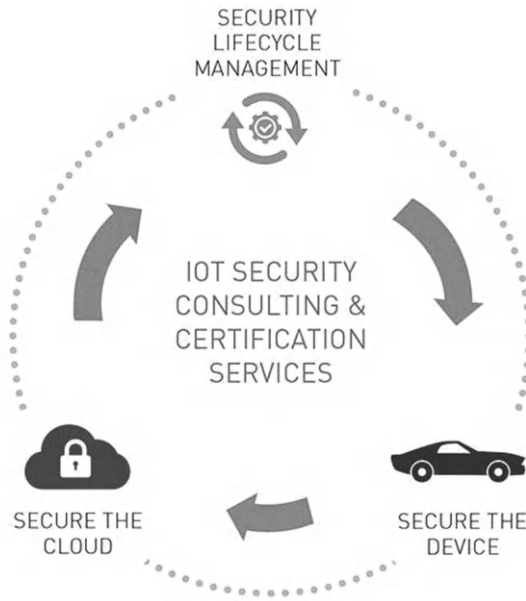 SECURITY
LIFECYCLE
MANAGEMENT
IOT SECURITY
CONSULTING &
CERTIFICATION
SERVICES
SECURE THE
CLOUD
SECURE THE
DEVICE